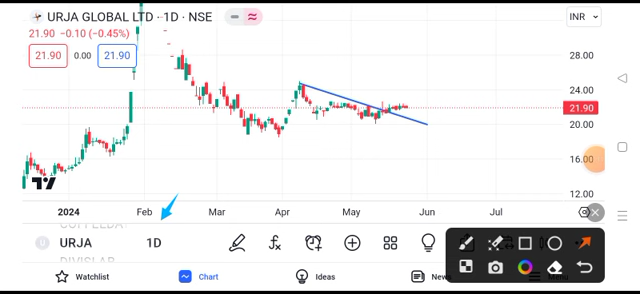 URJA GLOBAL LTD · 1D · NSE
INR
21.90 −0.10 (−0.45%)
21.90 0.00 21.90
28.00
24.00
21.90
20.00
16.00
12.00
2024 Feb Mar Apr May Jun Jul
URJA 1D
Watchlist Chart Ideas News